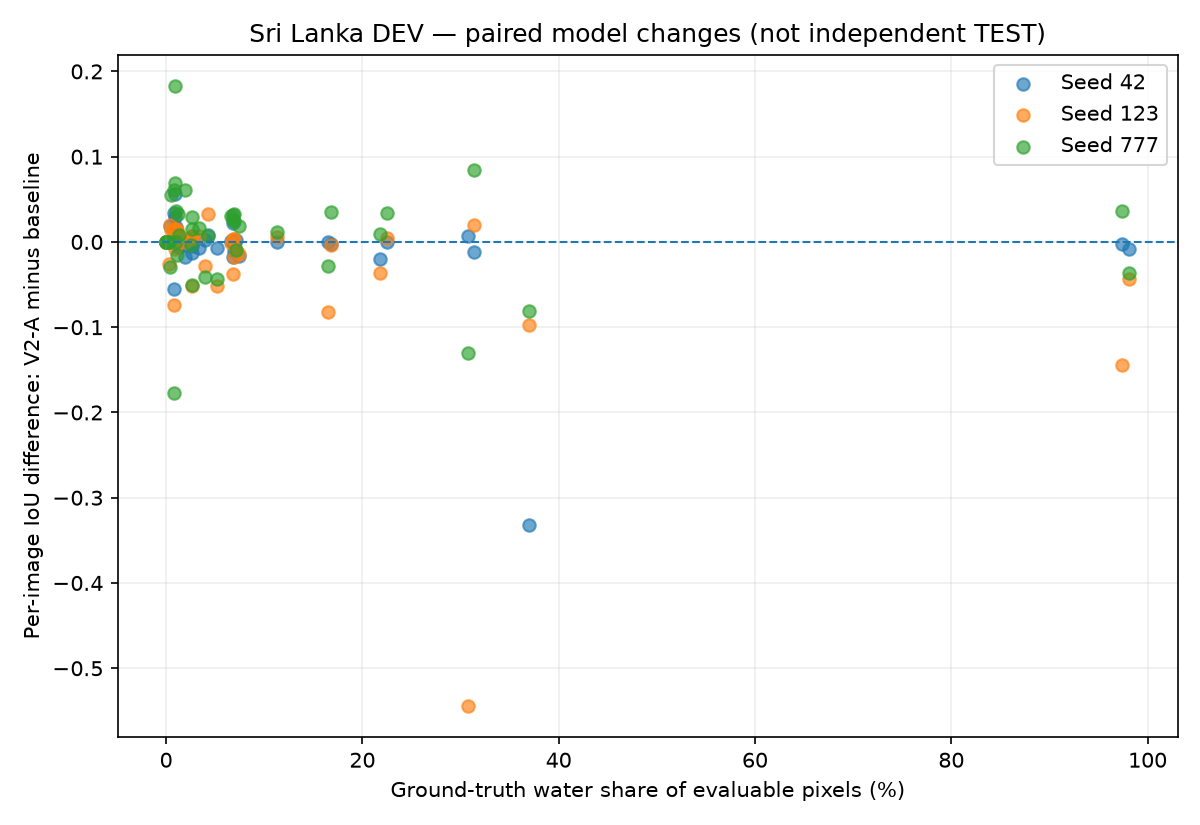 Sri Lanka DEV — paired model changes (not independent TEST)
Seed 42
Seed 123
Seed 777
Per-image IoU difference: V2-A minus baseline
0.2
0.1
0.0
−0.1
−0.2
−0.3
−0.4
−0.5
0 20 40 60 80 100
Ground-truth water share of evaluable pixels (%)